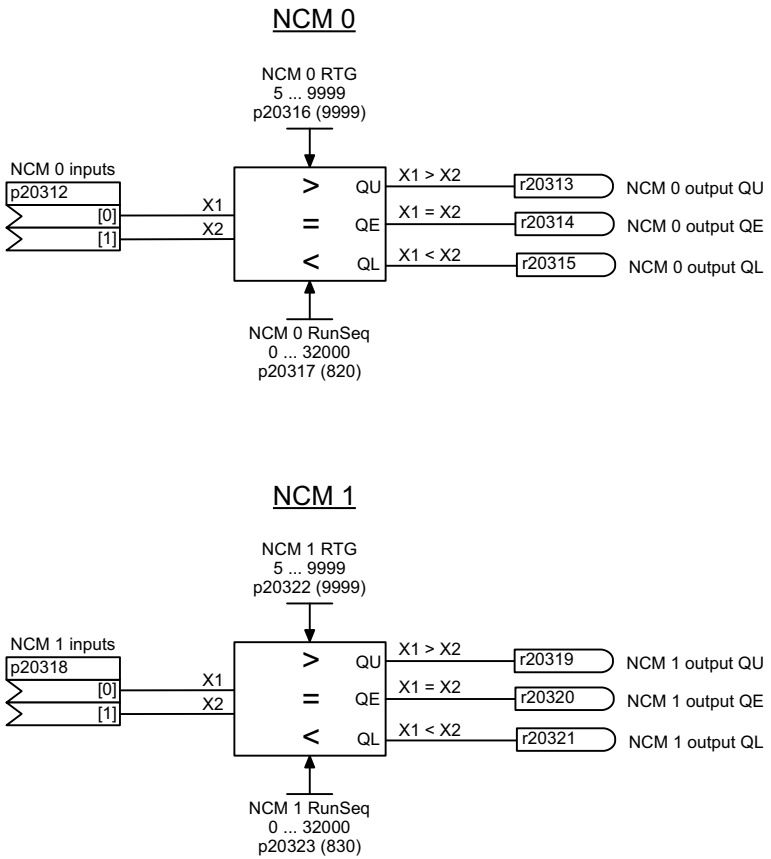 NCM 0
NCM 0 RTG
5 ... 9999
p20316 (9999)
NCM 0 inputs
p20312
[0]
[1]
X1
X2
>
=
<
QU
QE
QL
X1 > X2
X1 = X2
X1 < X2
r20313
r20314
r20315
NCM 0 output QU
NCM 0 output QE
NCM 0 output QL
NCM 0 RunSeq
0 ... 32000
p20317 (820)
NCM 1
NCM 1 RTG
5 ... 9999
p20322 (9999)
NCM 1 inputs
p20318
[0]
[1]
X1
X2
>
=
<
QU
QE
QL
X1 > X2
X1 = X2
X1 < X2
r20319
r20320
r20321
NCM 1 output QU
NCM 1 output QE
NCM 1 output QL
NCM 1 RunSeq
0 ... 32000
p20323 (830)